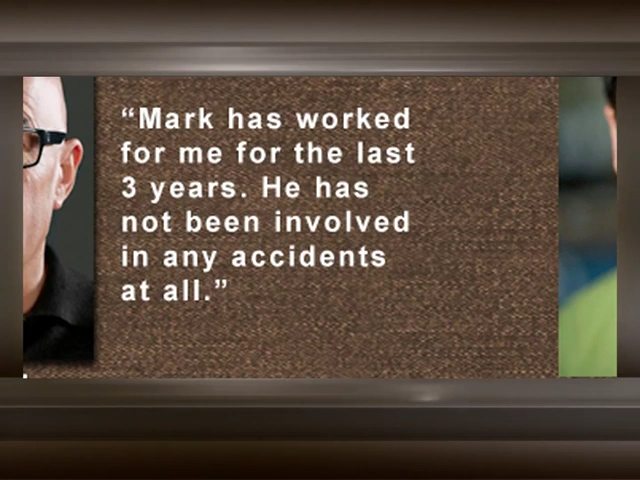 “Mark has worked
for me for the last
3 years. He has
not been involved
in any accidents
at all.”